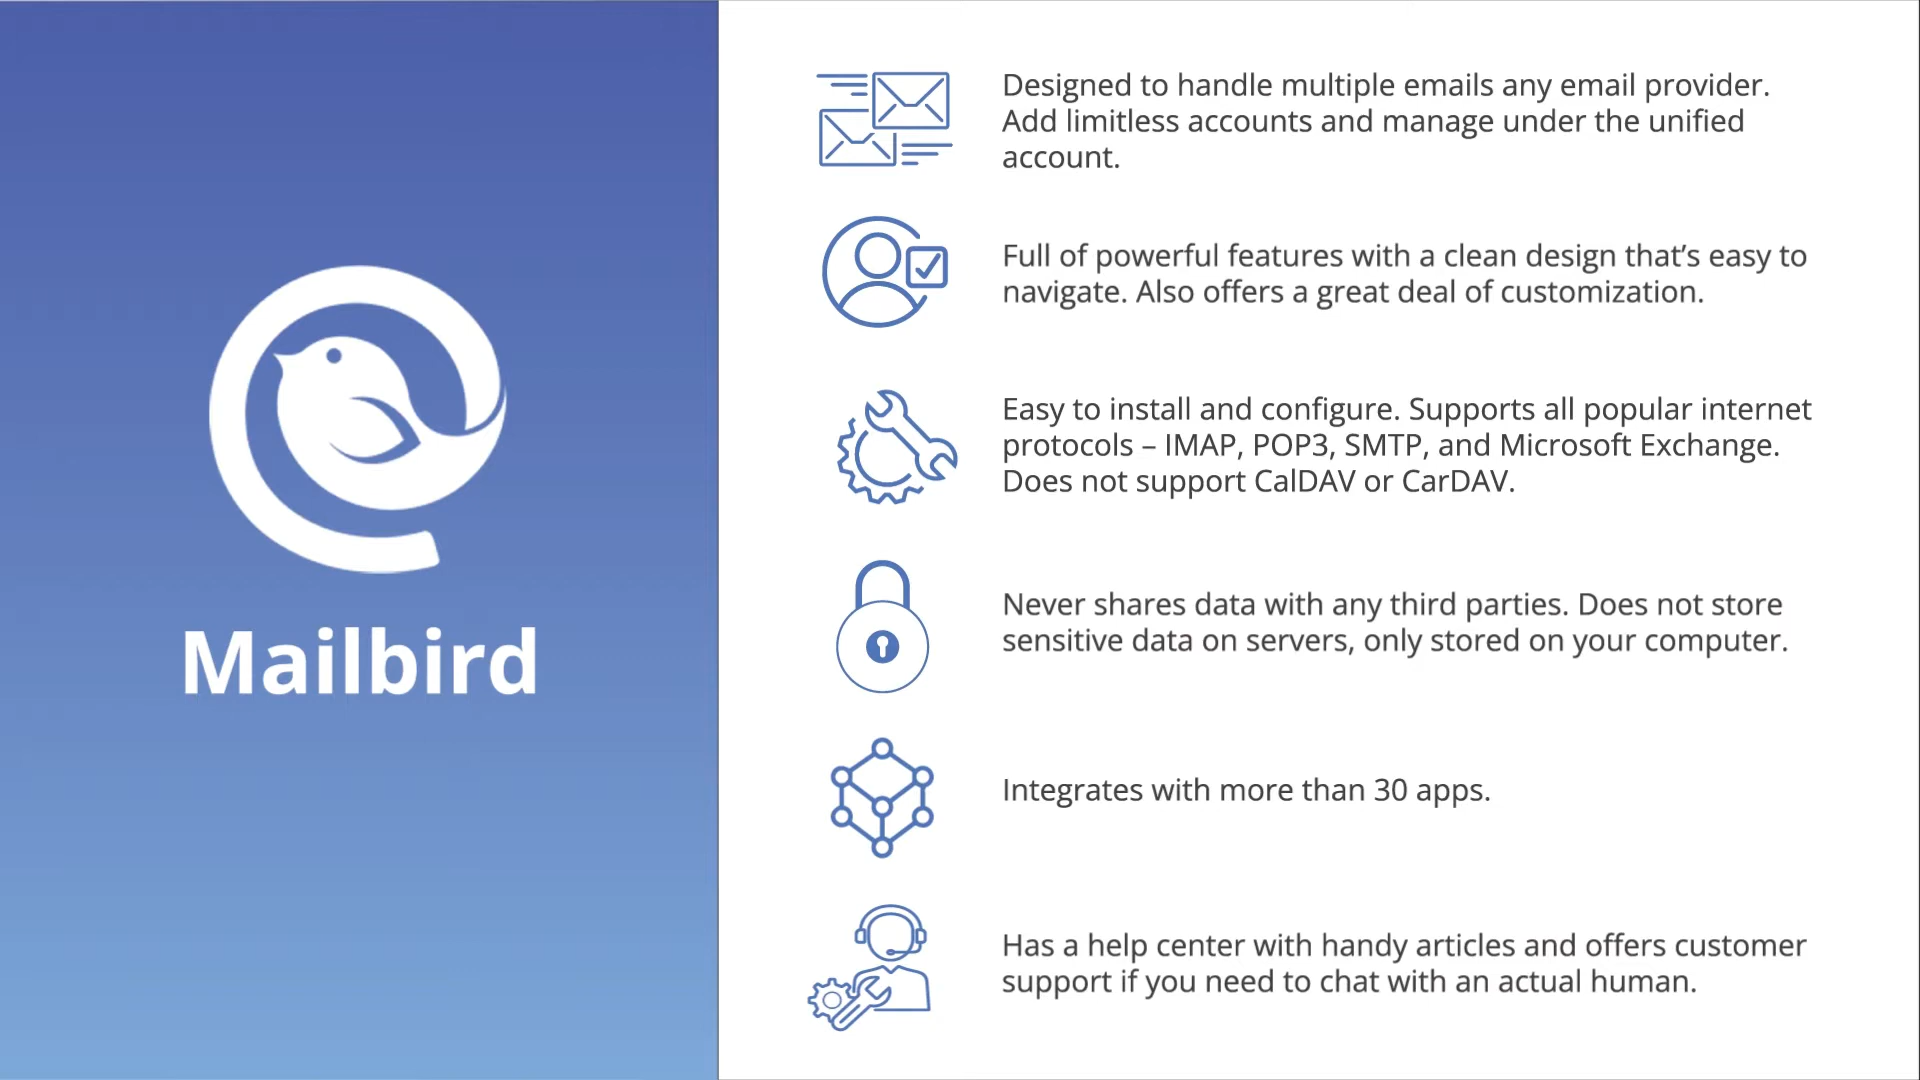 Mailbird
Designed to handle multiple emails any email provider.
Add limitless accounts and manage under the unified
account.
Full of powerful features with a clean design that’s easy to
navigate. Also offers a great deal of customization.
Easy to install and configure. Supports all popular internet
protocols – IMAP, POP3, SMTP, and Microsoft Exchange.
Does not support CalDAV or CarDAV.
Never shares data with any third parties. Does not store
sensitive data on servers, only stored on your computer.
Integrates with more than 30 apps.
Has a help center with handy articles and offers customer
support if you need to chat with an actual human.